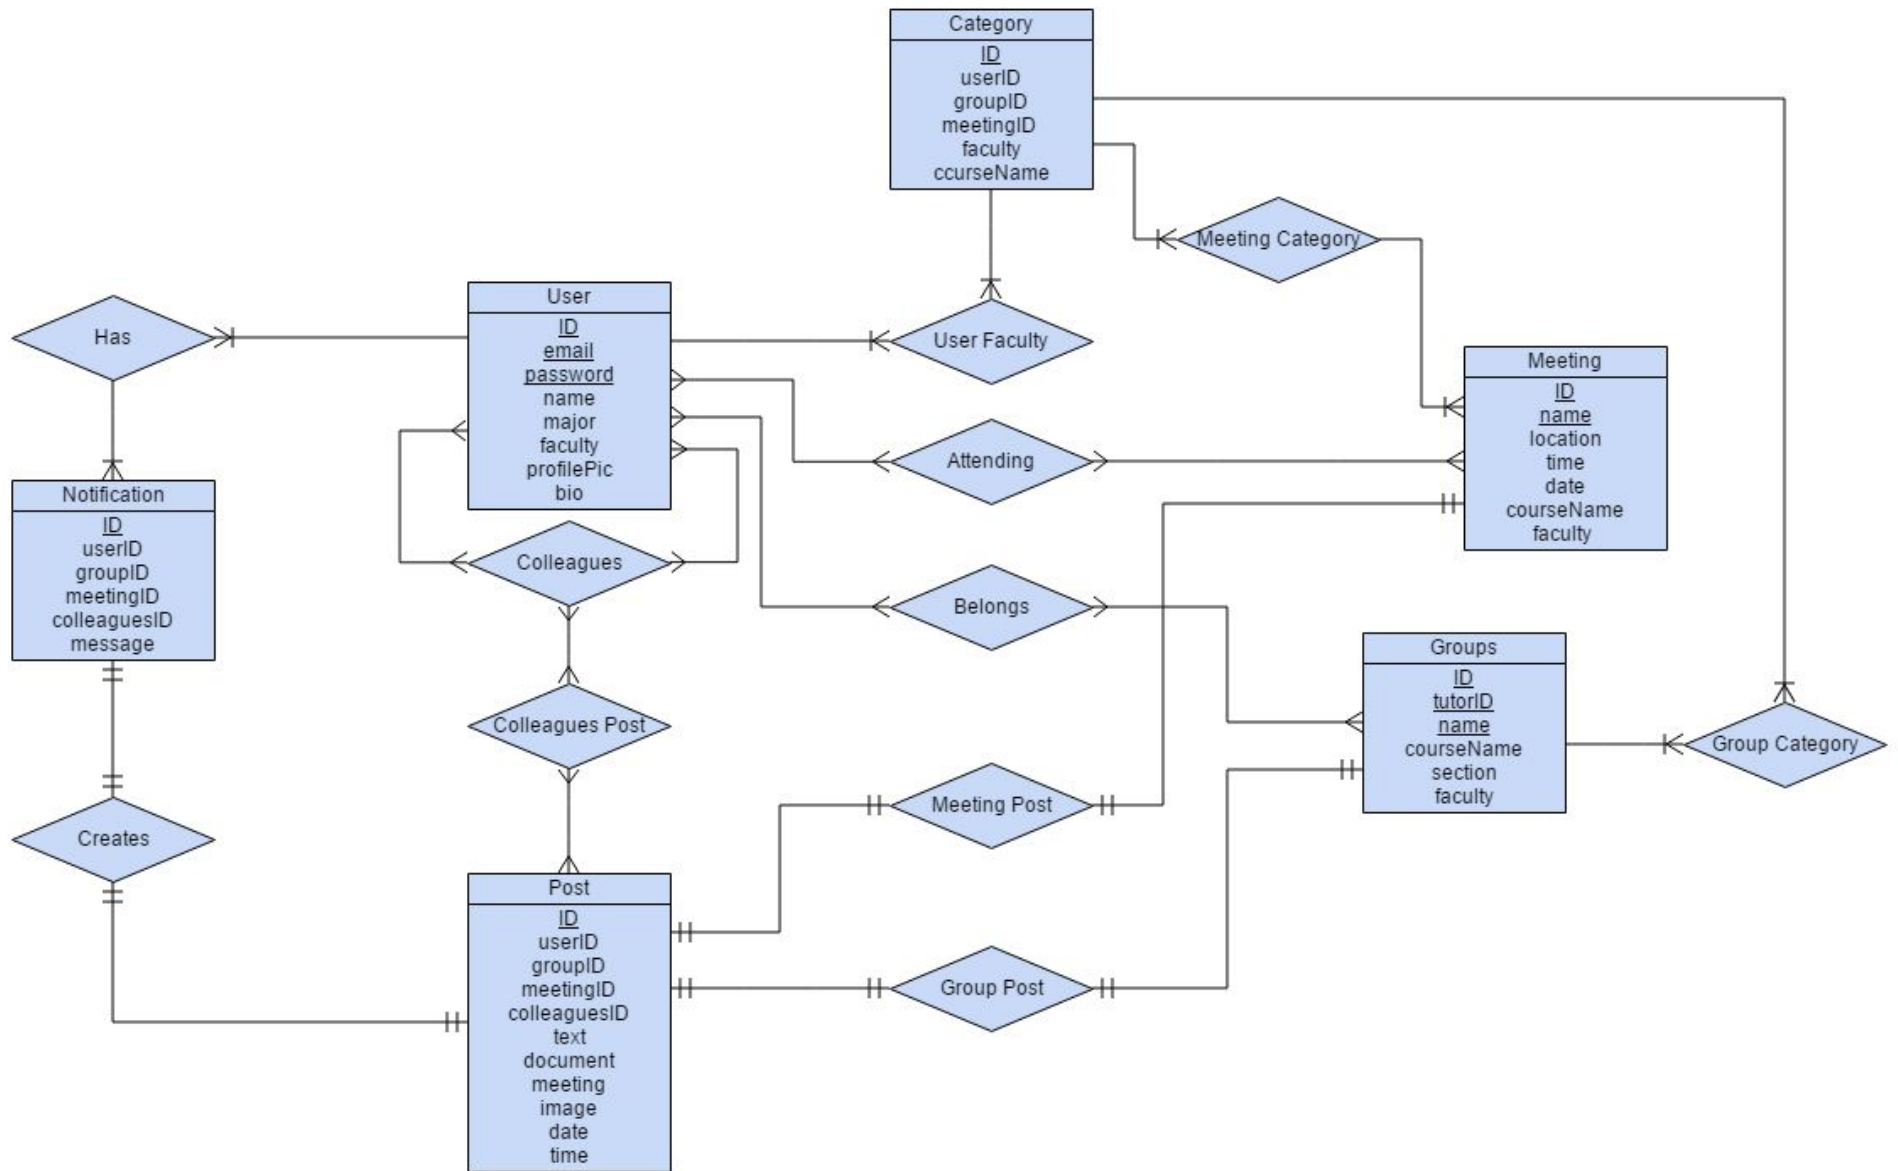 Category
ID
userID
groupID
meetingID
faculty
ccurseName
Meeting Category
User
ID
email
password
name
major
faculty
profilePic
bio
Has
User Faculty
Meeting
ID
name
location
time
date
courseName
faculty
Attending
Notification
ID
userID
groupID
meetingID
colleaguesID
message
Colleagues
Belongs
Groups
ID
tutorID
name
courseName
section
faculty
Group Category
Colleagues Post
Meeting Post
Creates
Post
ID
userID
groupID
meetingID
colleaguesID
text
document
meeting
image
date
time
Group Post